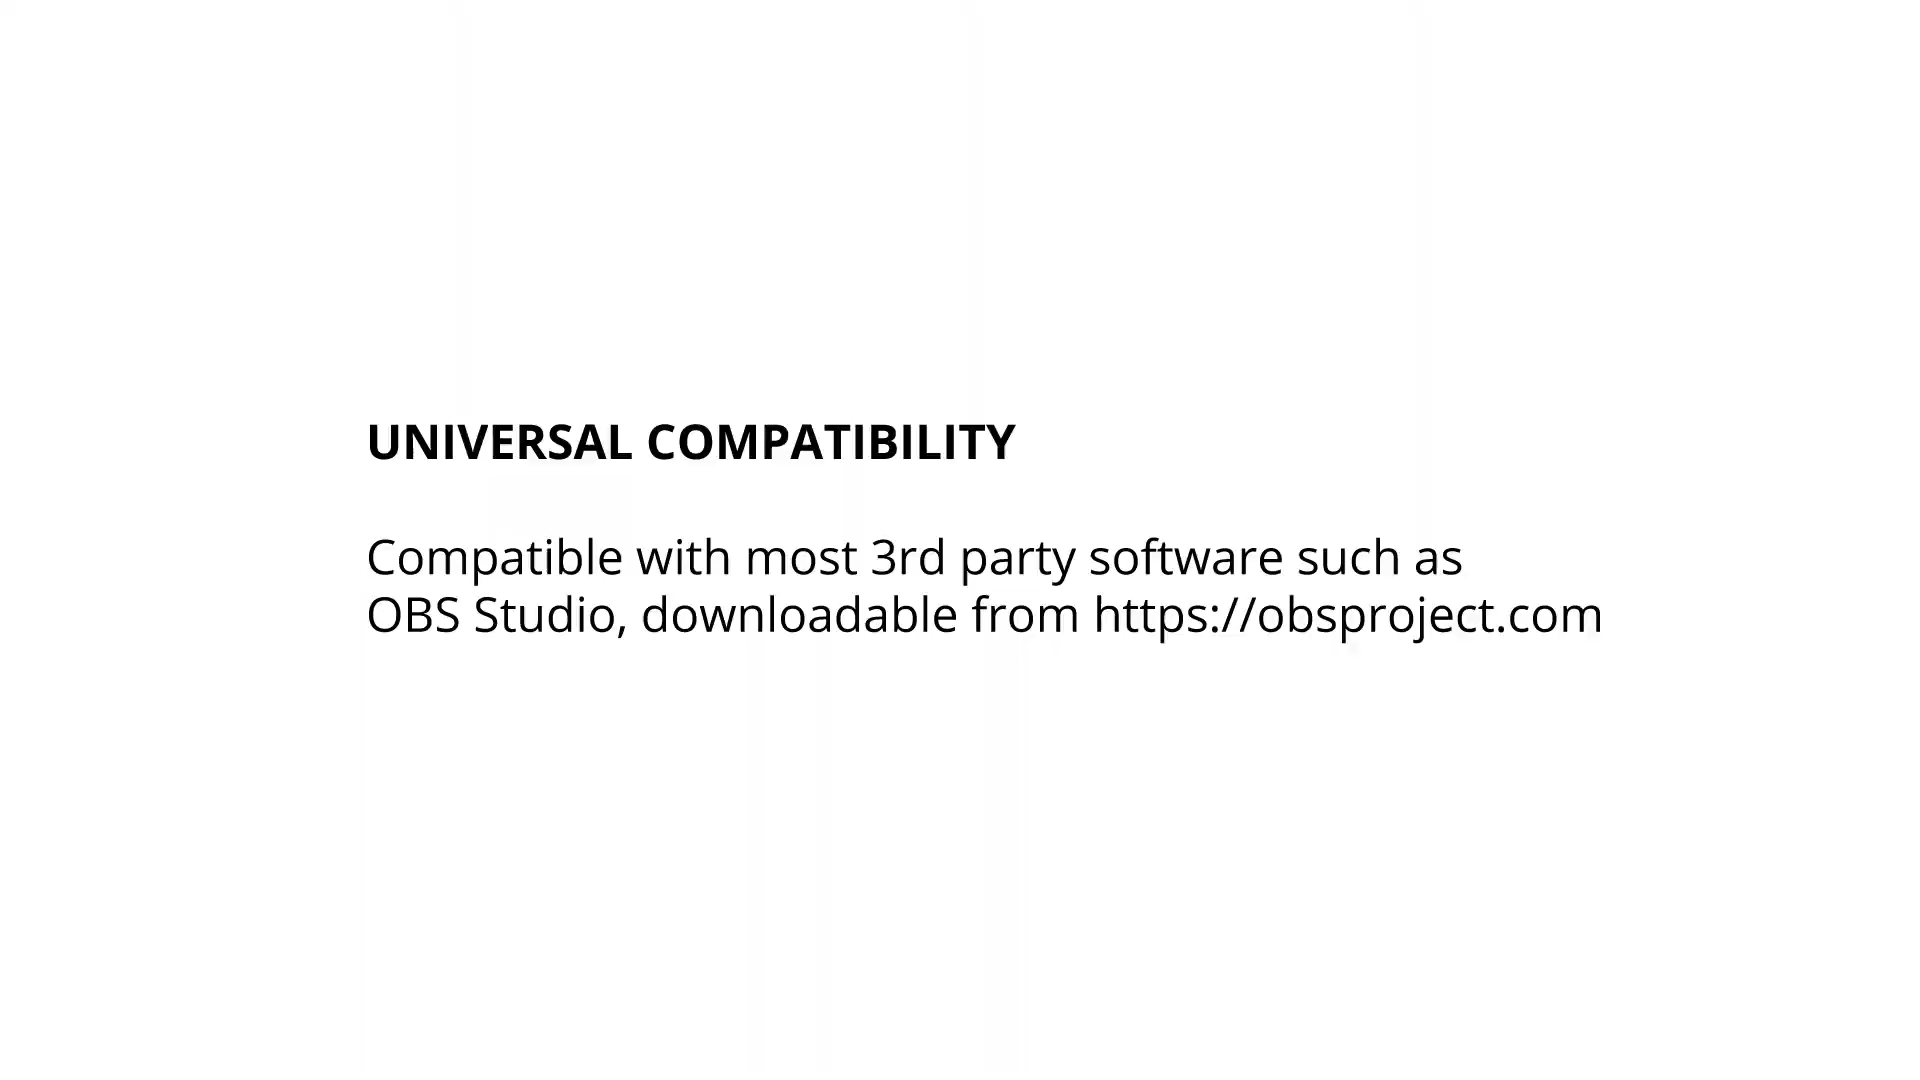 UNIVERSAL COMPATIBILITY
Compatible with most 3rd party software such as
OBS Studio, downloadable from https://obsproject.com